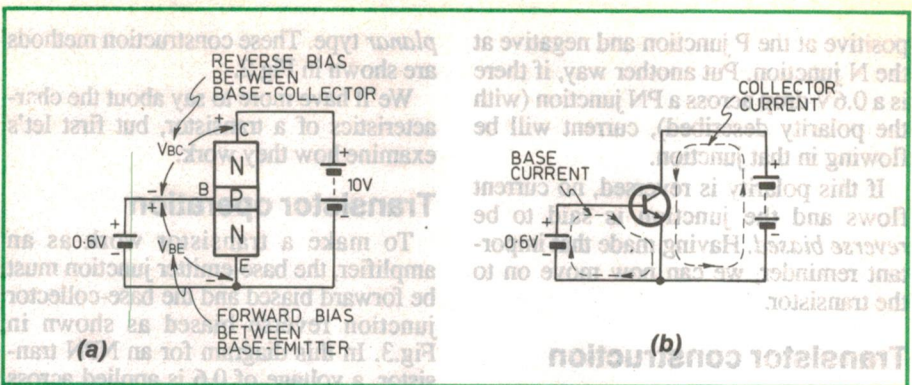 REVERSE BIAS
BETWEEN
BASE-COLLECTOR
VBC
+
C
N
P
N
B
-
+
+
0·6V
-
VBE
-
E
+
10V
-
FORWARD BIAS
BETWEEN
BASE-EMITTER
(a)
COLLECTOR
CURRENT
BASE
CURRENT
+
0·6V
-
+
-
(b)
planar type. These construction methods
are shown in
We'll have more to say about the char-
acteristics of a transistor, but first let's
examine how they work.
Transistor operation
To make a transistor work as an
amplifier, the base-emitter junction must
be forward biased and the base-collector
junction reverse biased as shown in
Fig.3. In this diagram for an NPN tran-
sistor, a voltage of 0.6 is applied across
positive at the P junction and negative at
the N junction. Put another way, if there
is a 0.6V across a PN junction (with
the polarity described), current will be
flowing in that junction.
If this polarity is reversed, no current
flows and the junction is said to be
reverse biased. Having made this impor-
tant reminder, we can now move on to
the transistor.
Transistor construction